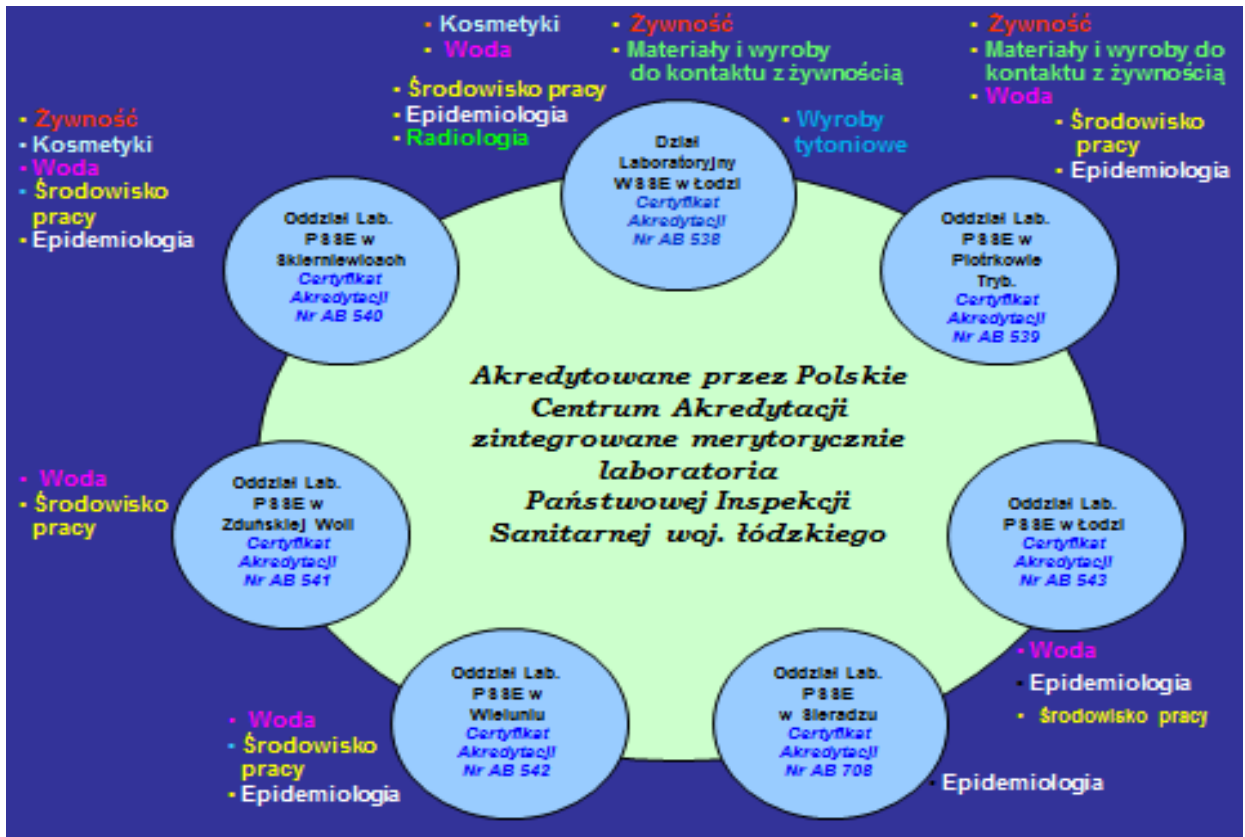 • Kosmetyki
• Woda
• Środowisko pracy
• Epidemiologia
• Radiologia
• Żywność
• Materiały i wyroby
do kontaktu z żywnością
• Wyroby
tytoniowe
• Żywność
• Materiały i wyroby do
kontaktu z żywnością
• Woda
• Środowisko
pracy
• Epidemiologia
• Żywność
• Kosmetyki
• Woda
• Środowisko
pracy
• Epidemiologia
Dział
Laboratoryjny
WSSE w Łodzi
Certyfikat
Akredytacji
Nr AB 538
Oddział Lab.
PSSE w
Skierniewicach
Certyfikat
Akredytacji
Nr AB 540
Oddział Lab.
PSSE w
Piotrkowie
Tryb.
Certyfikat
Akredytacji
Nr AB 539
Akredytowane przez Polskie
Centrum Akredytacji
zintegrowane merytorycznie
laboratoria
Państwowej Inspekcji
Sanitarnej woj. łódzkiego
• Woda
• Środowisko
pracy
Oddział Lab.
PSSE w
Zduńskiej Woli
Certyfikat
Akredytacji
Nr AB 541
Oddział Lab.
PSSE w Łodzi
Certyfikat
Akredytacji
Nr AB 543
• Woda
• Epidemiologia
• Środowisko pracy
Oddział Lab.
PSSE w
Wieluniu
Certyfikat
Akredytacji
Nr AB 542
• Woda
• Środowisko
pracy
• Epidemiologia
Oddział Lab.
PSSE
w Sieradzu
Certyfikat
Akredytacji
Nr AB 708
• Epidemiologia